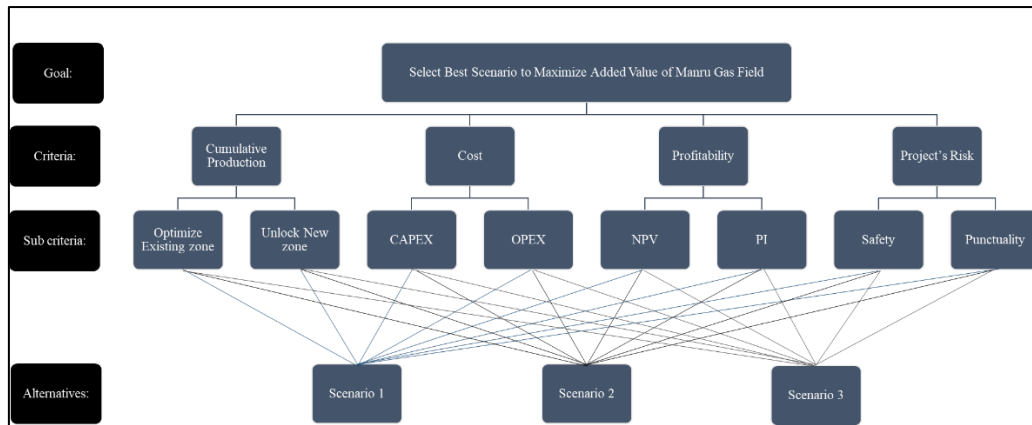 Goal:
Select Best Scenario to Maximize Added Value of Manru Gas Field
Criteria:
Cumulative
Production
Cost
Profitability
Project's Risk
Sub criteria:
Optimize
Existing zone
Unlock New
zone
CAPEX
OPEX
NPV
PI
Safety
Punctuality
Alternatives:
Scenario 1
Scenario 2
Scenario 3